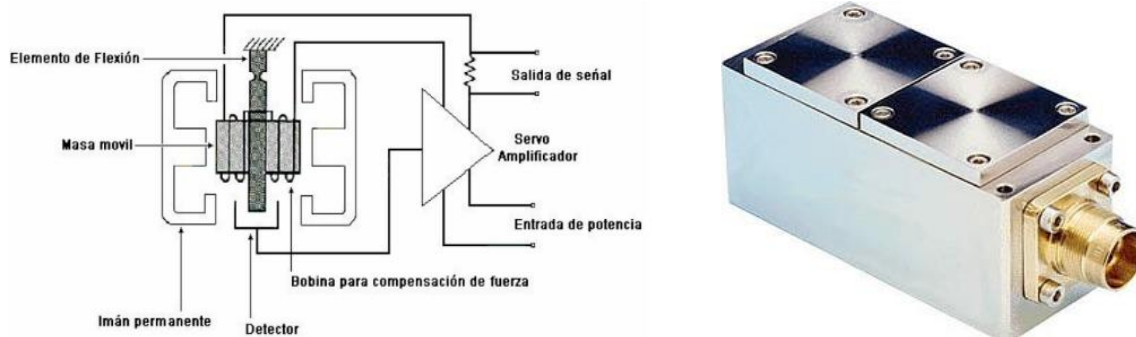 Elemento de Flexión
Salida de señal
Masa movil
Servo
Amplificador
Entrada de potencia
Bobina para compensación de fuerza
Imán permanente
Detector